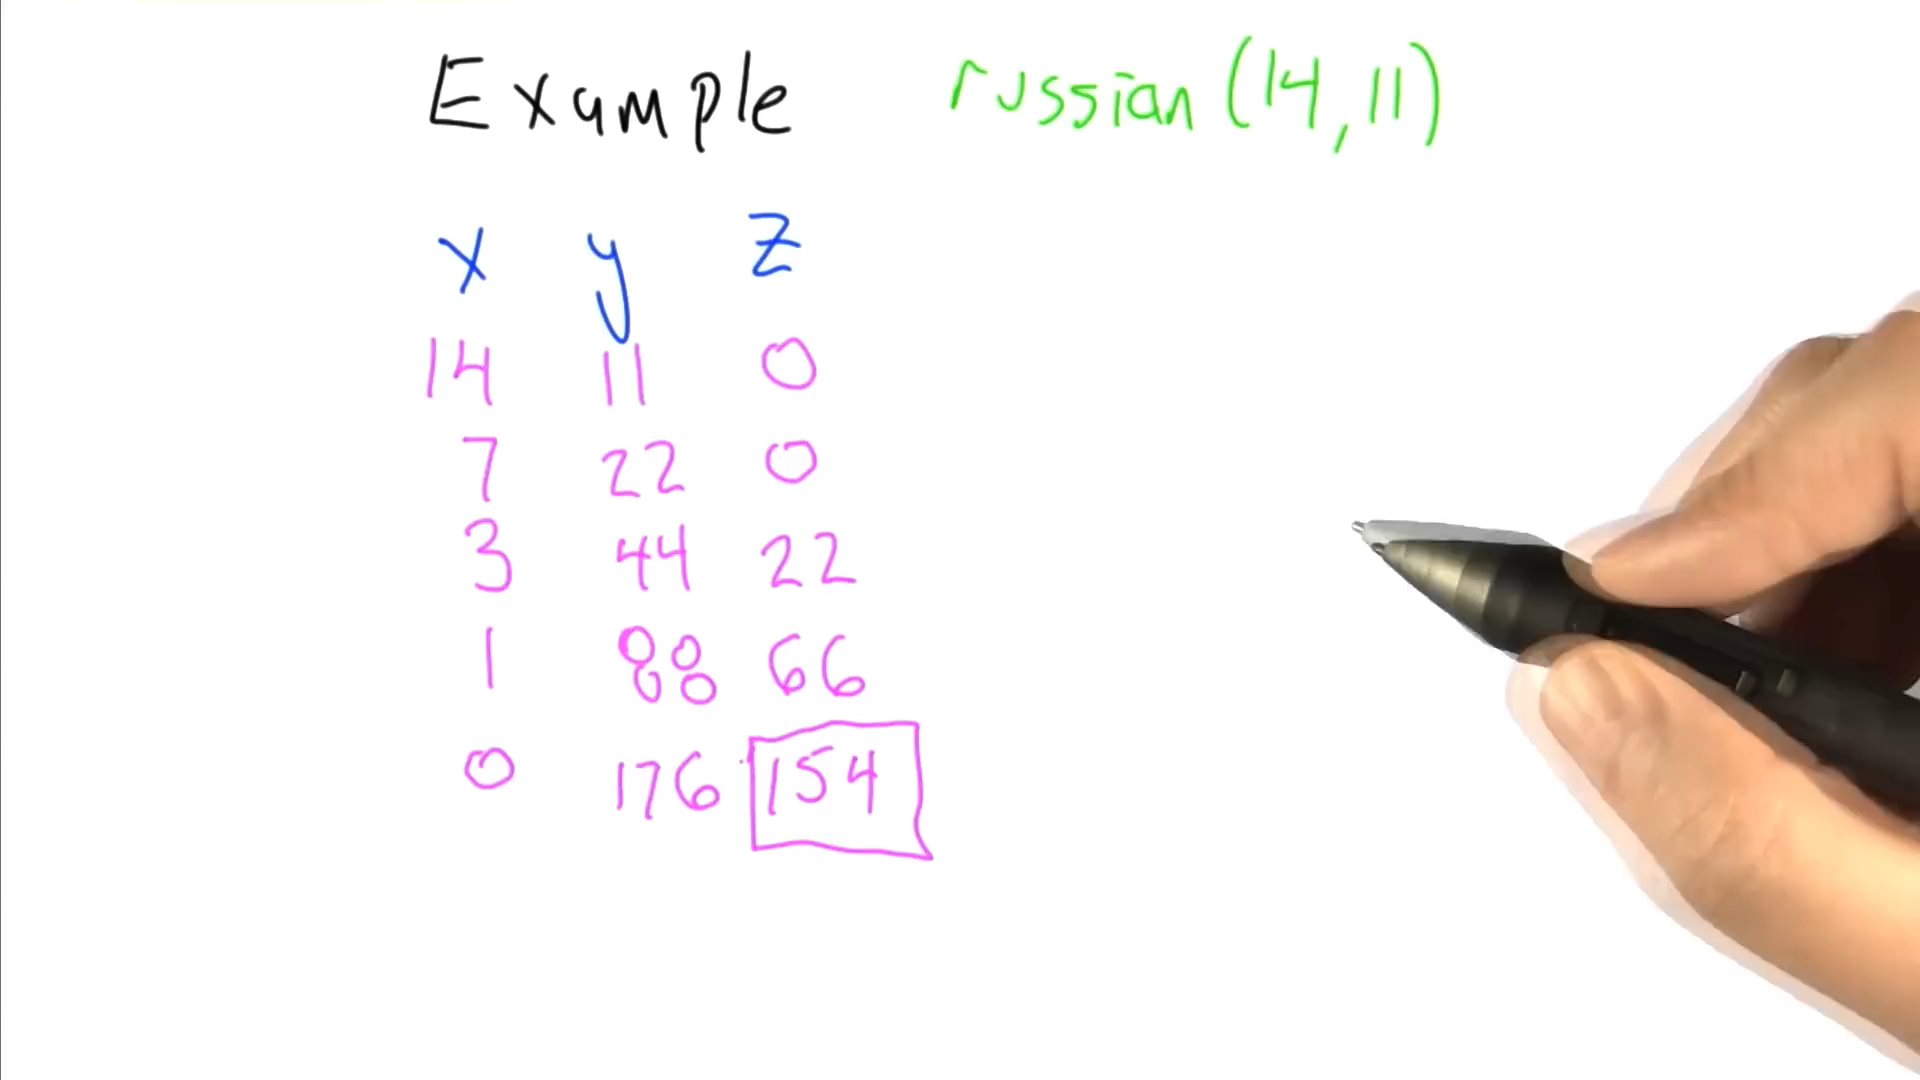 Example russian(14,11)
x y z
14 11 0
7 22 0
3 44 22
1 88 66
0 176 154